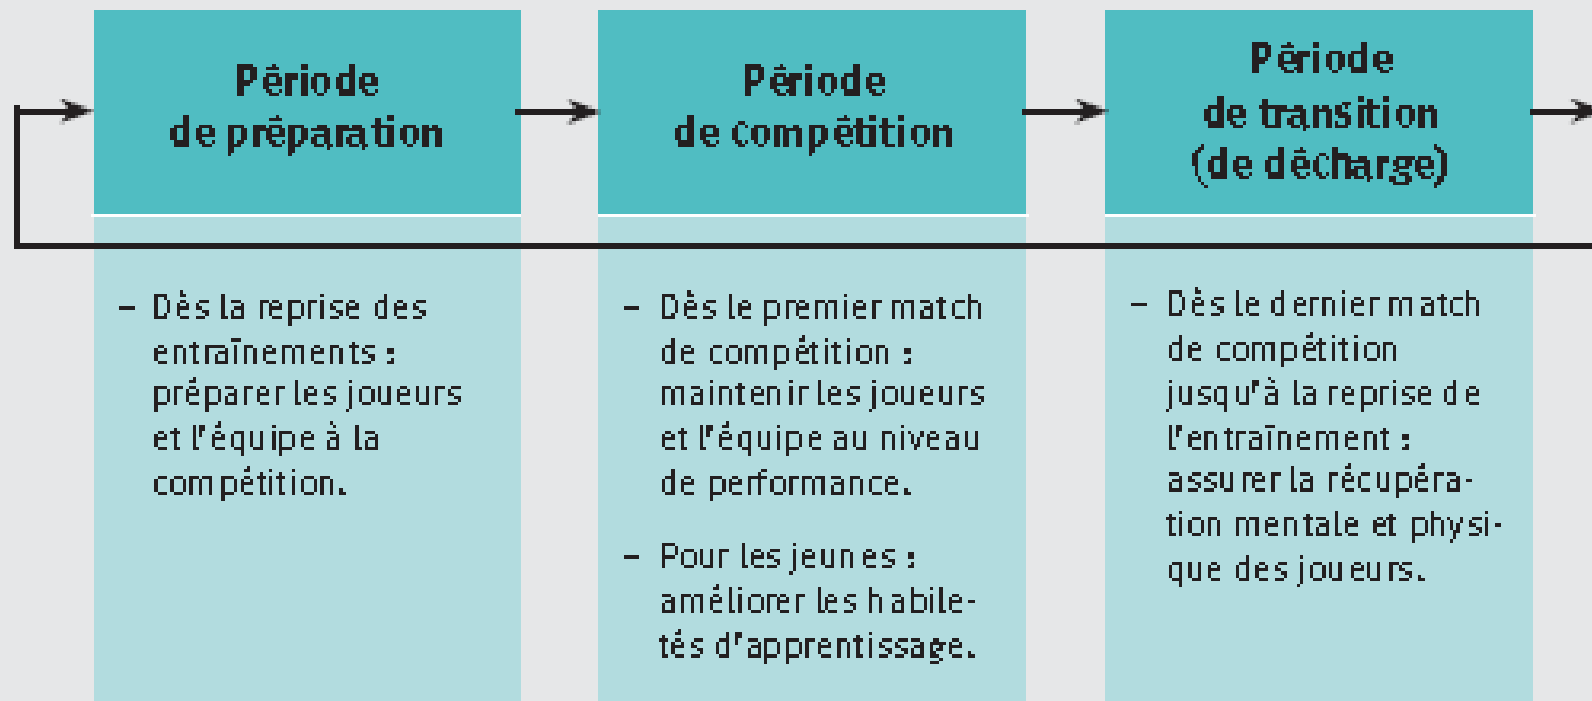 Période
de préparation
Période
de compétition
Période
de transition
(de décharge)
– Dès la reprise des
entraînements :
préparer les joueurs
et l'équipe à la
compétition.
– Dès le premier match
de compétition :
maintenir les joueurs
et l'équipe au niveau
de performance.
– Pour les jeunes :
améliorer les habile-
tés d'apprentissage.
– Dès le dernier match
de compétition
jusqu'à la reprise de
l'entraînement :
assurer la récupéra-
tion mentale et physi-
que des joueurs.